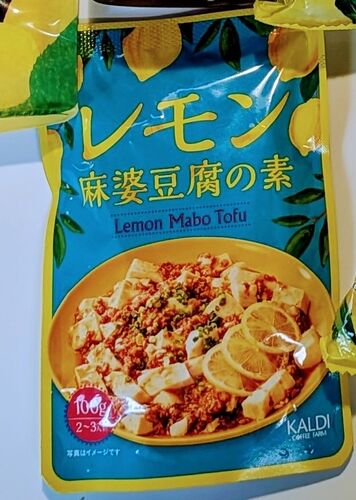 レモン
麻婆豆腐の素
Lemon Mabo Tofu
100g
2～3人
写真はイメージです
KALDI
COFFEE FARM